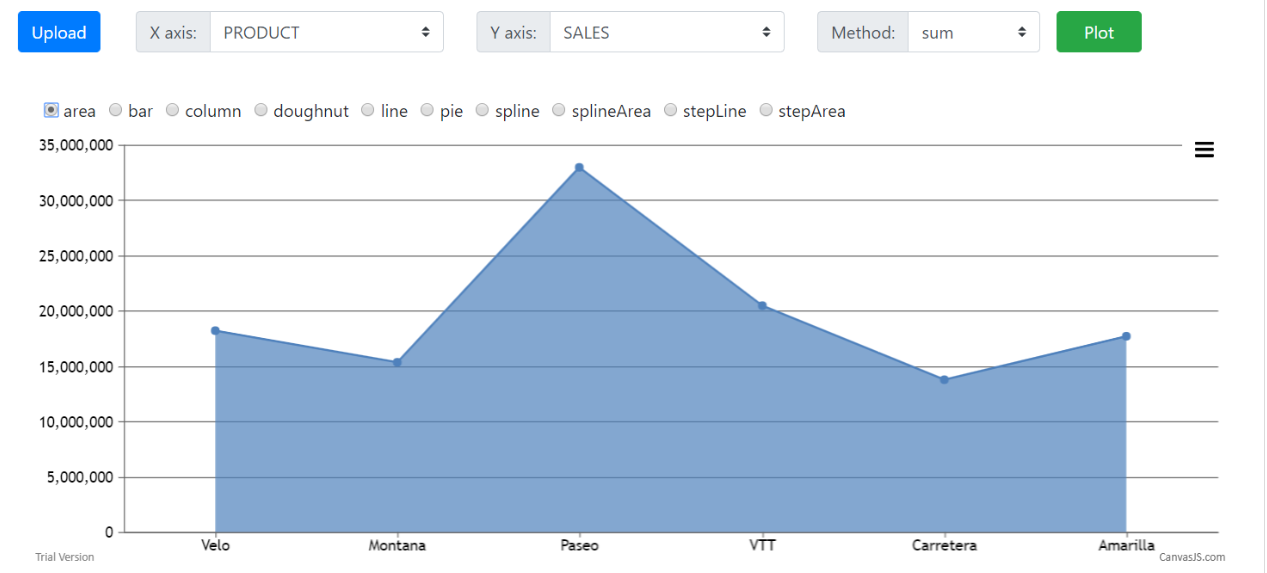 Upload X axis: PRODUCT Y axis: SALES Method: sum Plot
area bar column doughnut line pie spline splineArea stepLine stepArea
35,000,000
30,000,000
25,000,000
20,000,000
15,000,000
10,000,000
5,000,000
0
Velo Montana Paseo VTT Carretera Amarilla
Trial Version CanvasJS.com